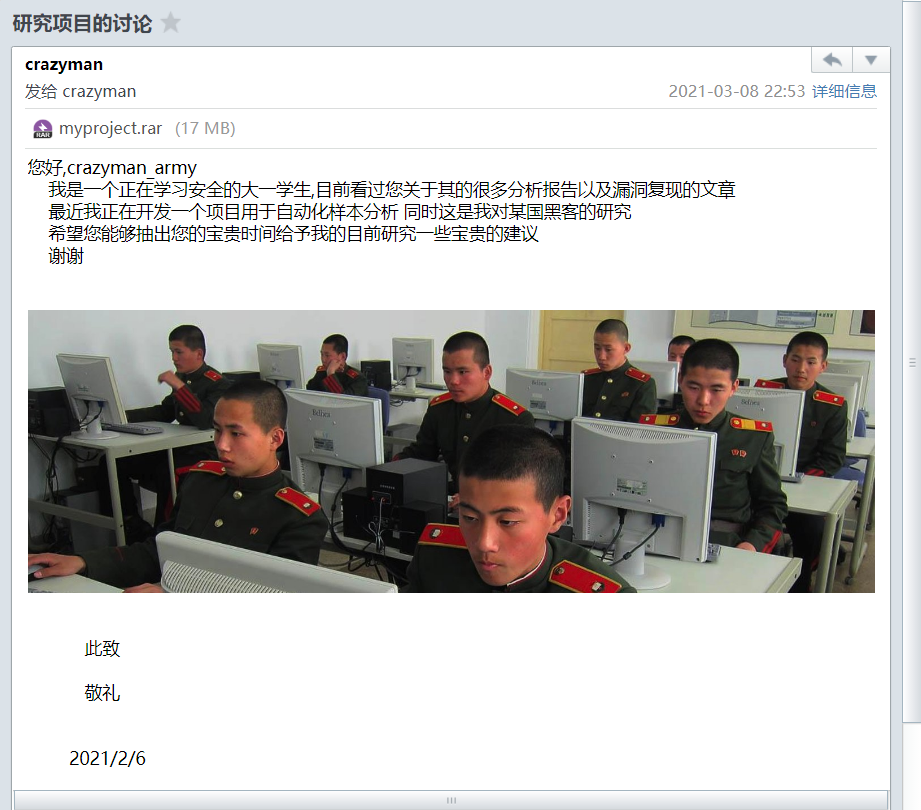 研究项目的讨论
crazyman
发给 crazyman
2021-03-08 22:53 详细信息
myproject.rar (17 MB)
您好,crazyman_army
我是一个正在学习安全的大一学生,目前看过您关于其的很多分析报告以及漏洞复现的文章
最近我正在开发一个项目用于自动化样本分析 同时这是我对某国黑客的研究
希望您能够抽出您的宝贵时间给予我的目前研究一些宝贵的建议
谢谢
此致
敬礼
2021/2/6